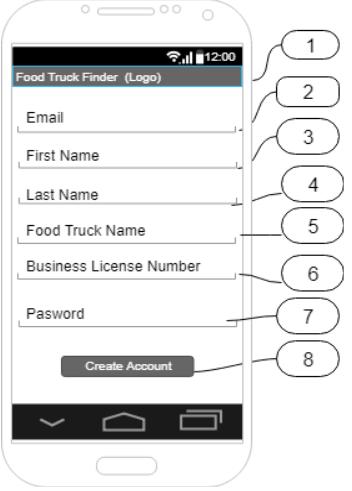 12:00
1
Food Truck Finder (Logo)
2
Email
3
First Name
4
Last Name
5
Food Truck Name
6
Business License Number
7
Pasword
8
Create Account